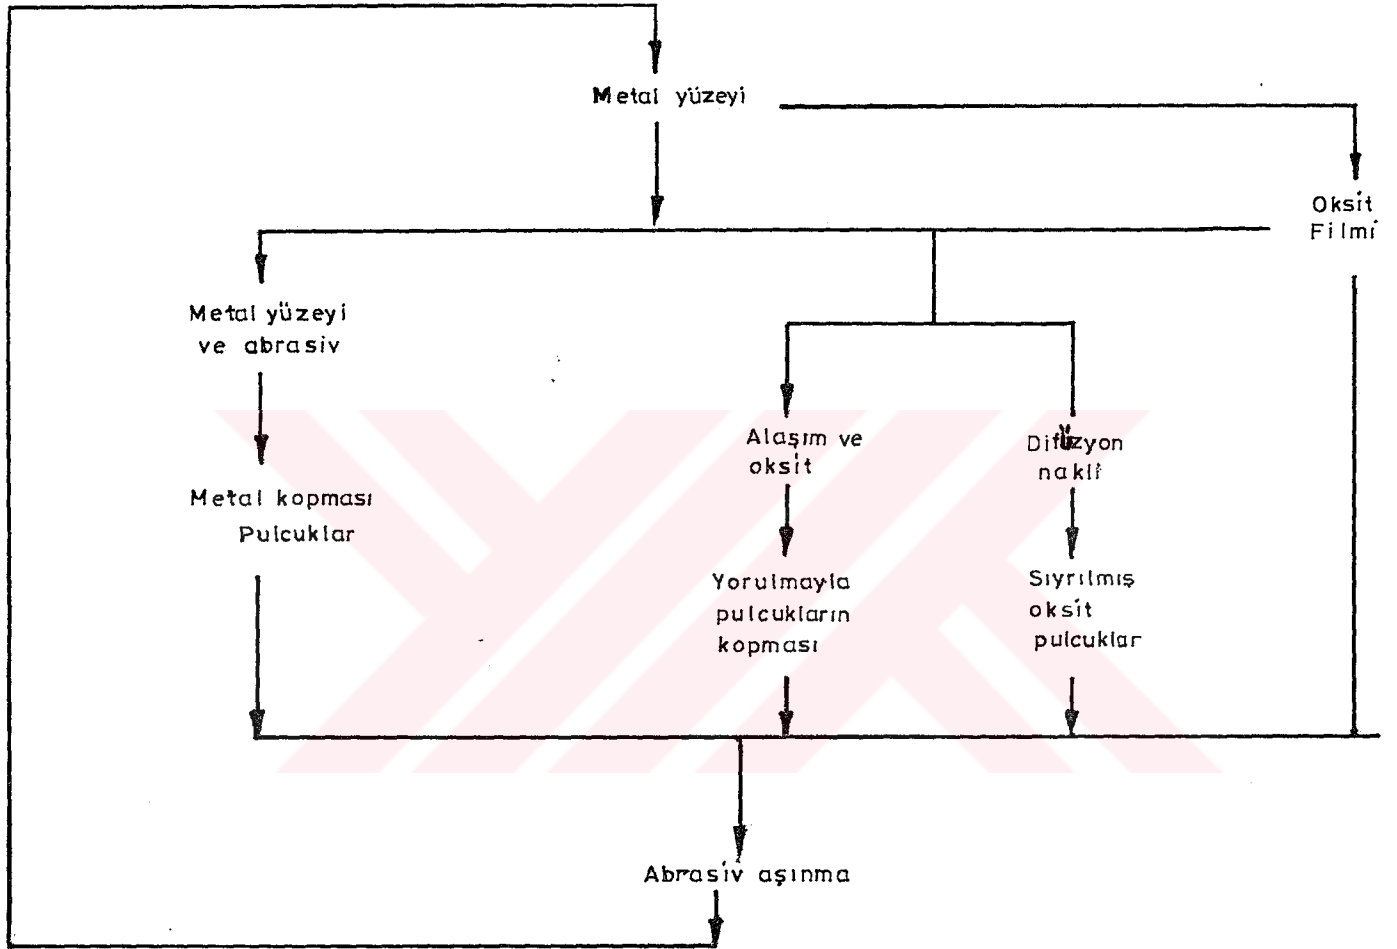 Metal yüzeyi
Oksit
Filmi
Metal yüzeyi
ve abrasiv
Metal kopması
Pulcuklar
Alaşım ve
oksit
Yorulmayla
pulcukların
kopması
Difüzyon
nakli
Sıyrılmış
oksit
pulcuklar
Abrasiv aşınma